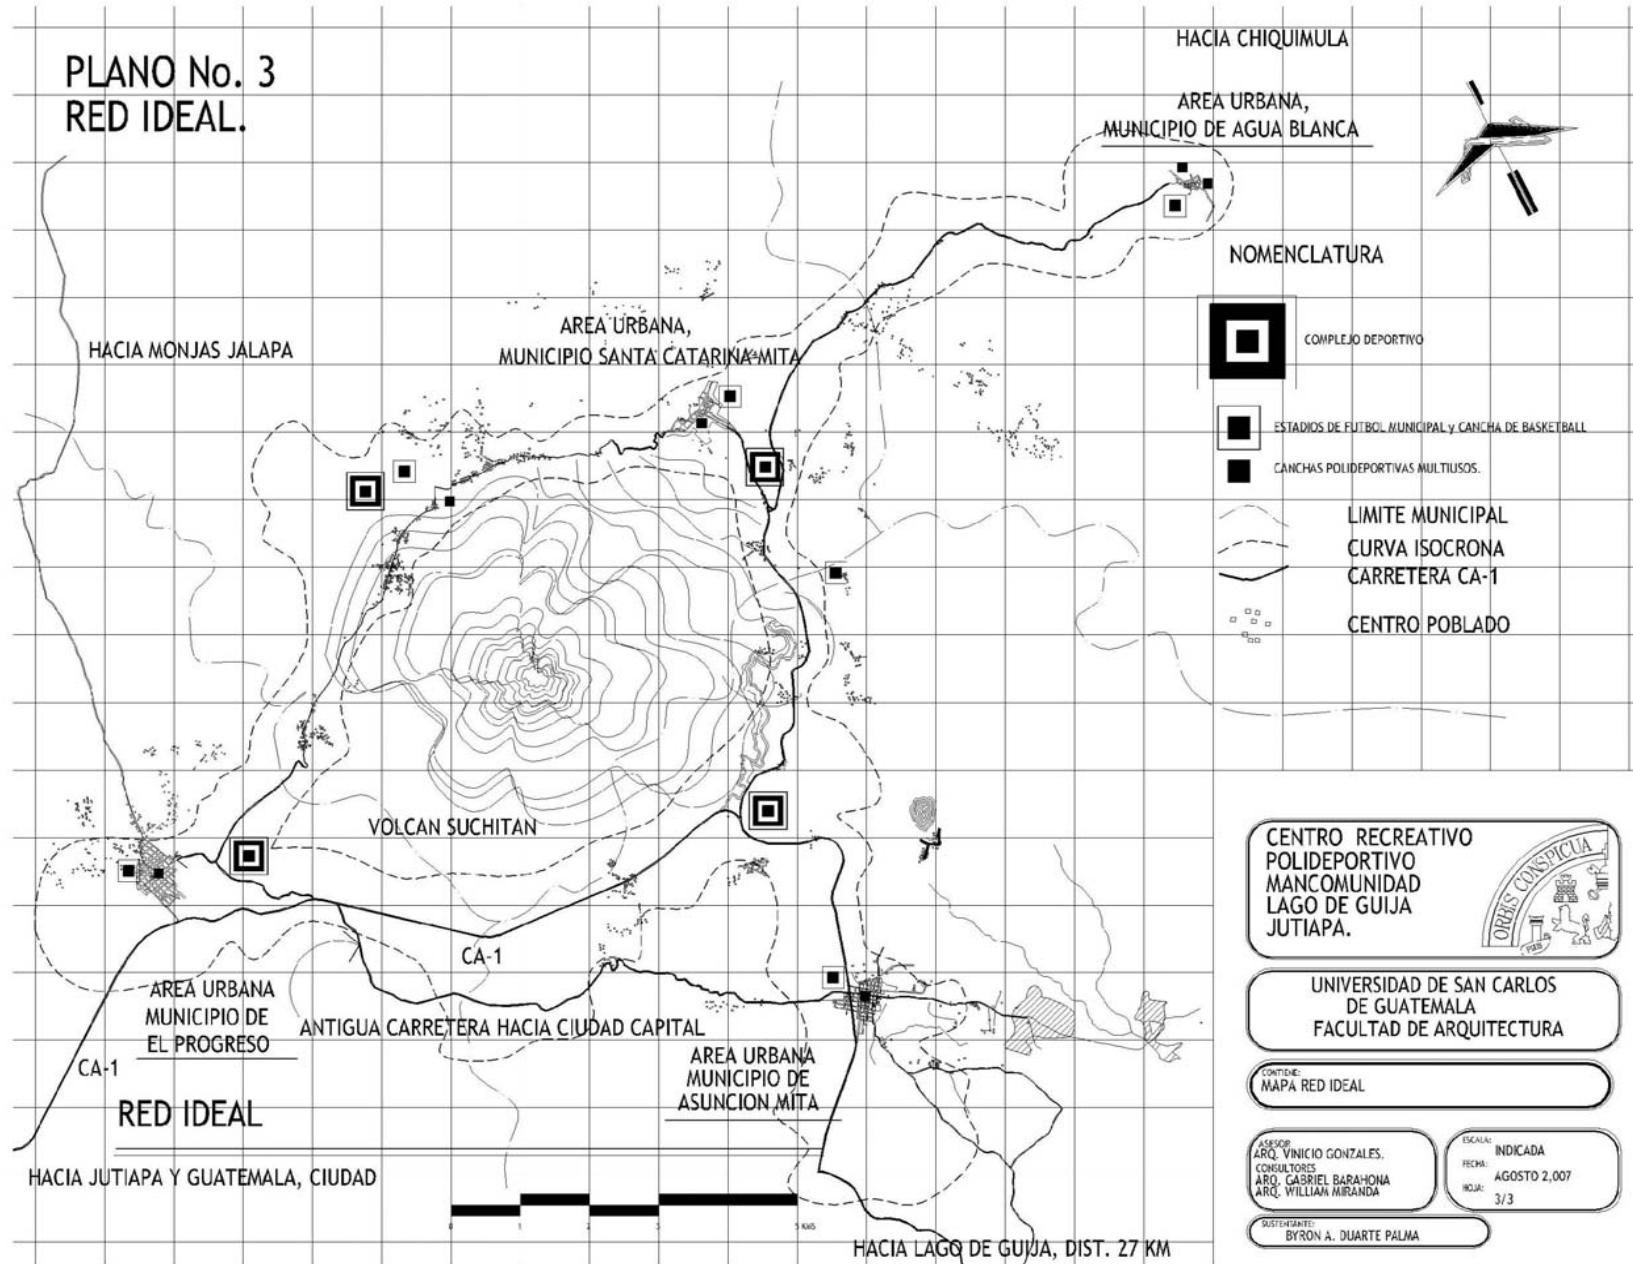 PLANO No. 3
RED IDEAL.
HACIA CHIQUIMULA
AREA URBANA,
MUNICIPIO DE AGUA BLANCA
NOMENCLATURA
COMPLEJO DEPORTIVO
ESTADIOS DE FUTBOL MUNICIPAL y CANCHA DE BASKETBALL
CANCHAS POLIDEPORTIVAS MULTIUSOS.
LIMITE MUNICIPAL
CURVA ISOCRONA
CARRETERA CA-1
CENTRO POBLADO
HACIA MONJAS JALAPA
AREA URBANA,
MUNICIPIO SANTA CATARINA MITA
VOLCAN SUCHITAN
CA-1
AREA URBANA
MUNICIPIO DE
EL PROGRESO
ANTIGUA CARRETERA HACIA CIUDAD CAPITAL
CA-1
AREA URBANA
MUNICIPIO DE
ASUNCION MITA
RED IDEAL
HACIA JUTIAPA Y GUATEMALA, CIUDAD
0 1 2 3 5 KMS
HACIA LAGO DE GUIJA, DIST. 27 KM
CENTRO RECREATIVO
POLIDEPORTIVO
MANCOMUNIDAD
LAGO DE GUIJA
JUTIAPA.
ORBIS CONSPICUA
UNIVERSIDAD DE SAN CARLOS
DE GUATEMALA
FACULTAD DE ARQUITECTURA
CONTIENE:
MAPA RED IDEAL
ASESOR
ARQ. VINICIO GONZALES.
CONSULTORES
ARQ. GABRIEL BARAHONA
ARQ. WILLIAM MIRANDA
ESCALA:
INDICADA
FECHA:
AGOSTO 2,007
HOJA:
3/3
SUSTENTANTE:
BYRON A. DUARTE PALMA